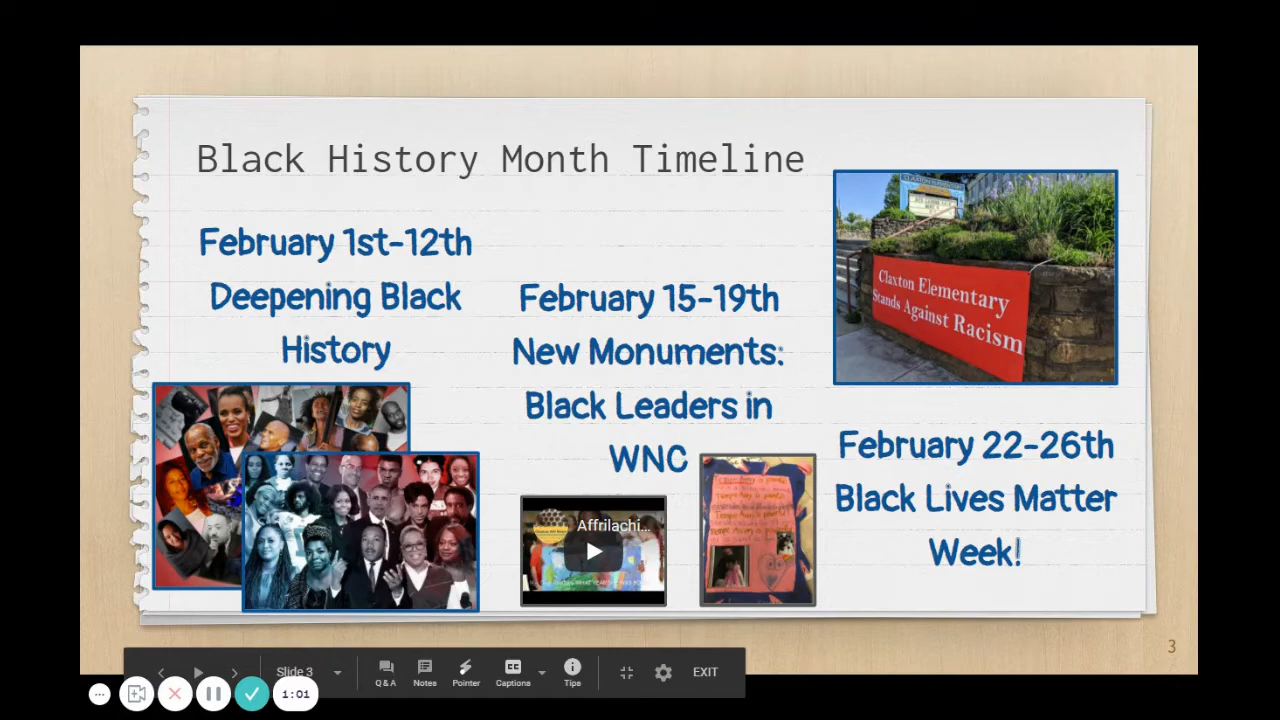 Black History Month Timeline
February 1st-12th
Deepening Black
History
February 15-19th
New Monuments:
Black Leaders in
WNC
Claxton Elementary
Stands Against Racism
February 22-26th
Black Lives Matter
Week!
Affrilachi...
3
Slide 3
Q & A
Notes
Pointer
CC
Captions
Tips
EXIT
1:01